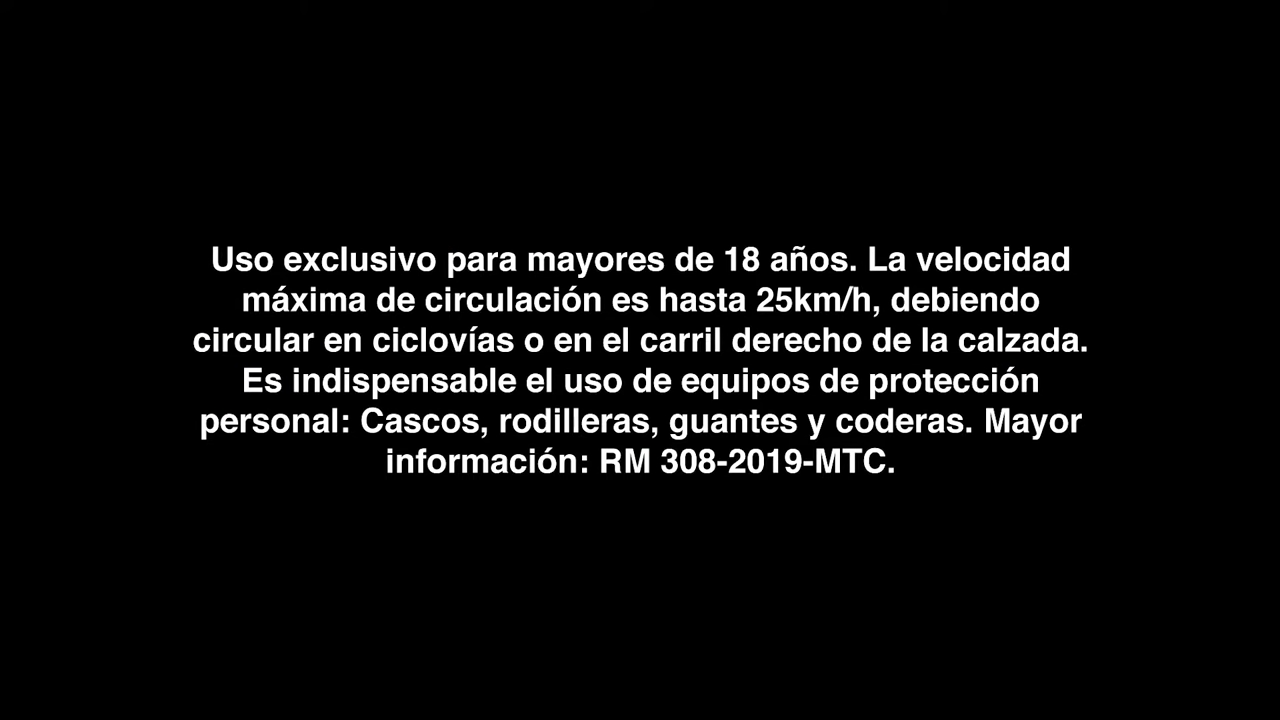 Uso exclusivo para mayores de 18 años. La velocidad
máxima de circulación es hasta 25km/h, debiendo
circular en ciclovías o en el carril derecho de la calzada.
Es indispensable el uso de equipos de protección
personal: Cascos, rodilleras, guantes y coderas. Mayor
información: RM 308-2019-MTC.